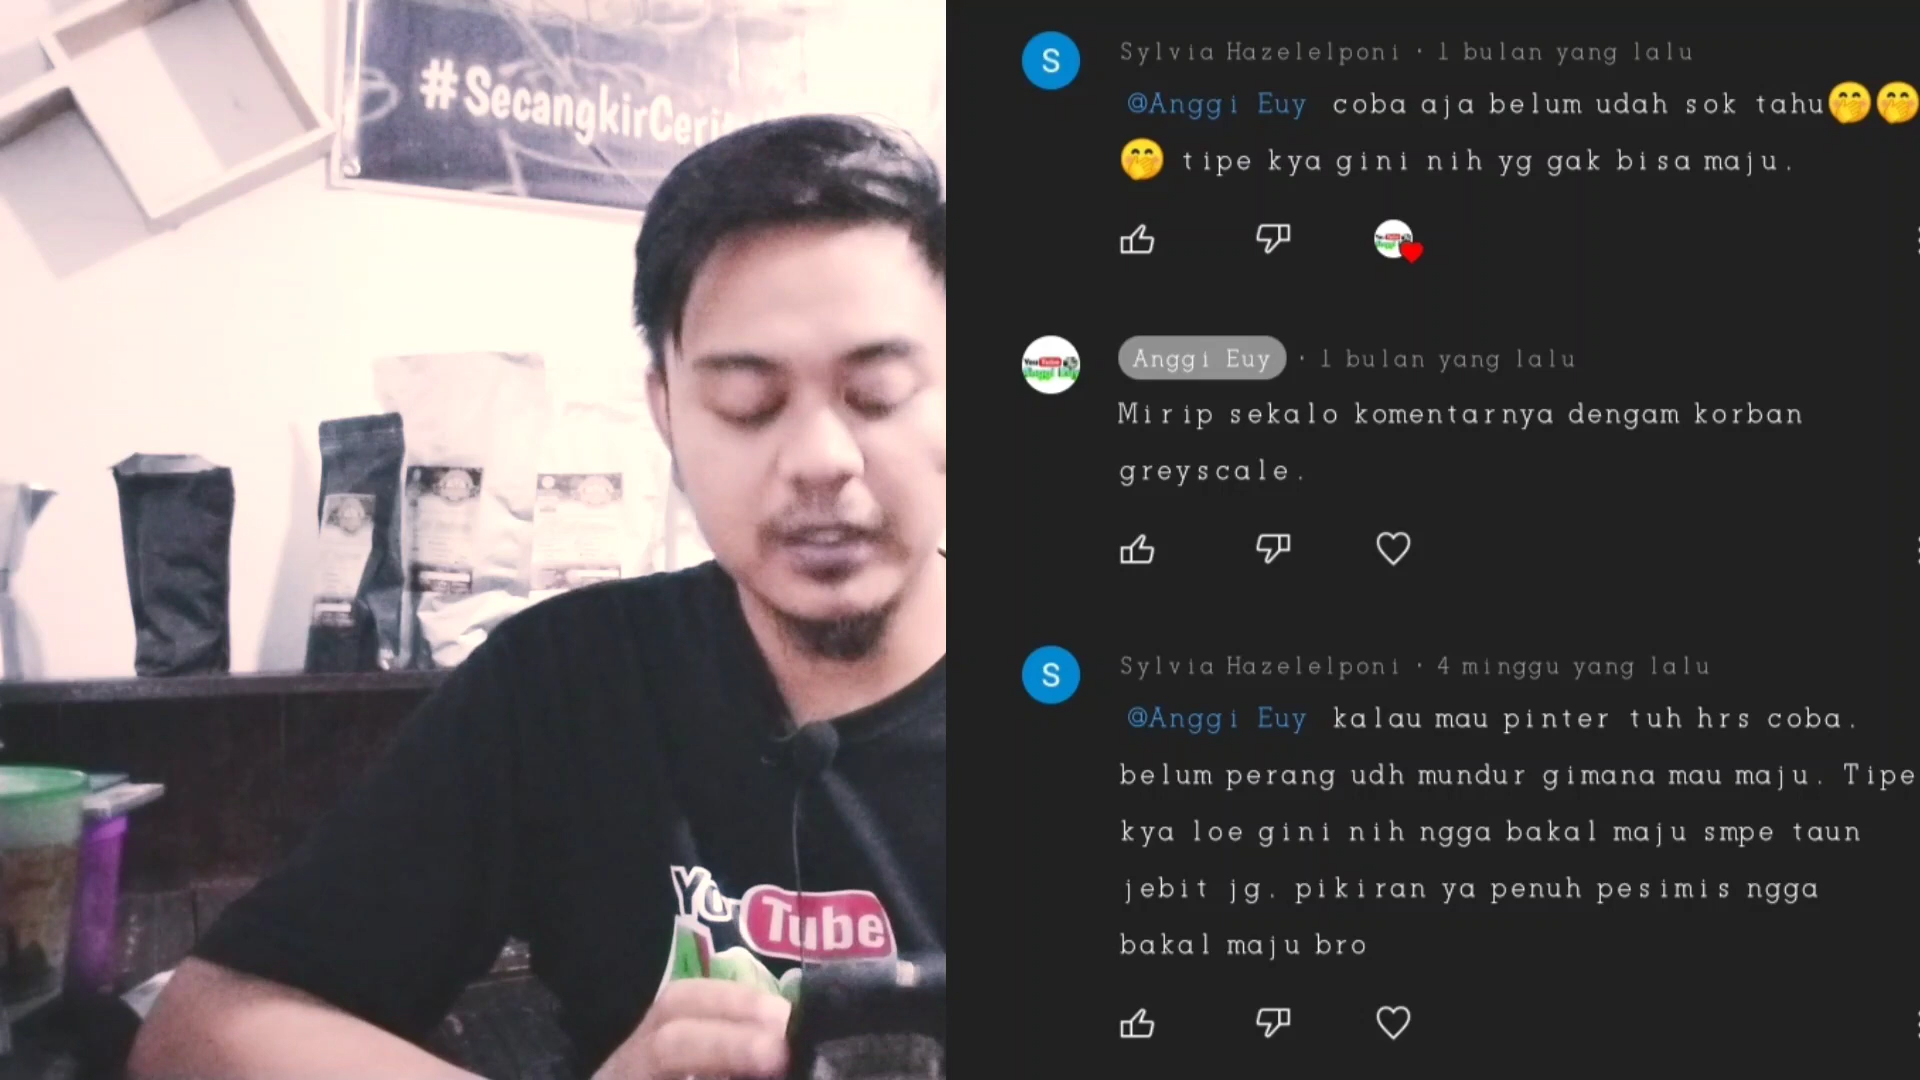 #SecangkirCerit
You
Tube
S
Sylvia Hazelelponi · 1 bulan yang lalu
@Anggi Euy coba aja belum udah sok tahu🤭🤭
🤭 tipe kya gini nih yg gak bisa maju.
Anggi Euy · 1 bulan yang lalu
Mirip sekalo komentarnya dengam korban
greyscale.
S
Sylvia Hazelelponi · 4 minggu yang lalu
@Anggi Euy kalau mau pinter tuh hrs coba.
belum perang udh mundur gimana mau maju. Tipe
kya loe gini nih ngga bakal maju smpe taun
jebit jg. pikiran ya penuh pesimis ngga
bakal maju bro